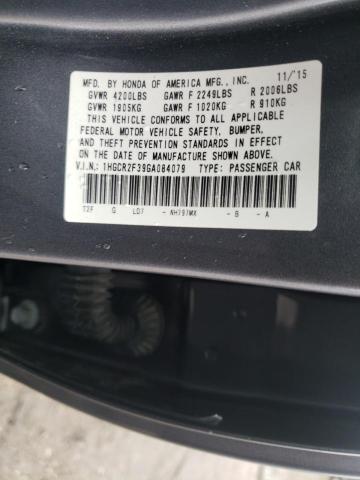 MFD. BY HONDA OF AMERICA MFG., INC. 11/'15
GVWR 4200LBS GAWR F 2249LBS R 2006LBS
GVWR 1905KG GAWR F 1020KG R 910KG
THIS VEHICLE CONFORMS TO ALL APPLICABLE
FEDERAL MOTOR VEHICLE SAFETY, BUMPER,
AND THEFT PREVENTION STANDARDS IN EFFECT
ON DATE OF MANUFACTURE SHOWN ABOVE.
V.I.N.: 1HGCR2F39GA084079 TYPE: PASSENGER CAR
T2F G LD7 - NH797MX - B - A